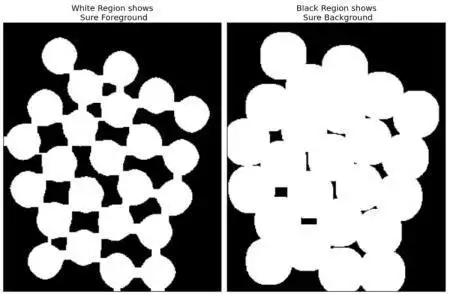 White Region shows
Sure Foreground
Black Region shows
Sure Background